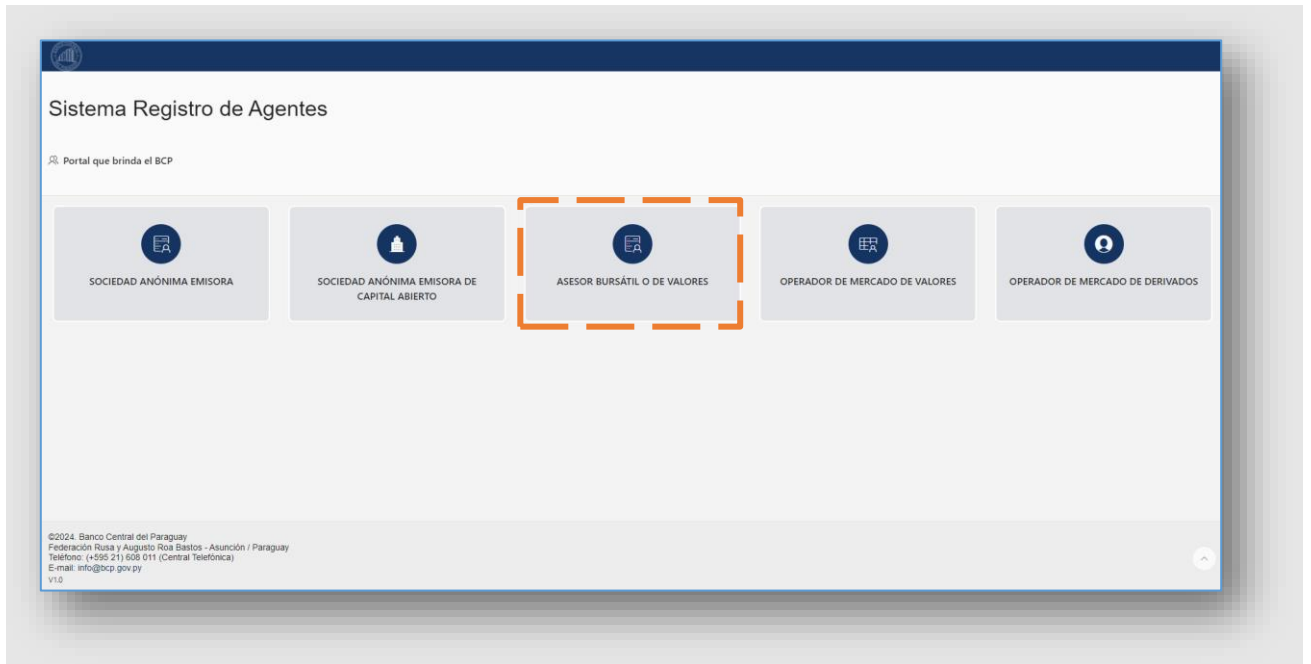 Sistema Registro de Agentes
Portal que brinda el BCP
SOCIEDAD ANÓNIMA EMISORA
SOCIEDAD ANÓNIMA EMISORA DE
CAPITAL ABIERTO
ASESOR BURSÁTIL O DE VALORES
OPERADOR DE MERCADO DE VALORES
OPERADOR DE MERCADO DE DERIVADOS
©2024. Banco Central del Paraguay
Federación Rusa y Augusto Roa Bastos - Asunción / Paraguay
Teléfono: (+595 21) 608 011 (Central Telefónica)
E-mail: info@bcp.gov.py
V1.0